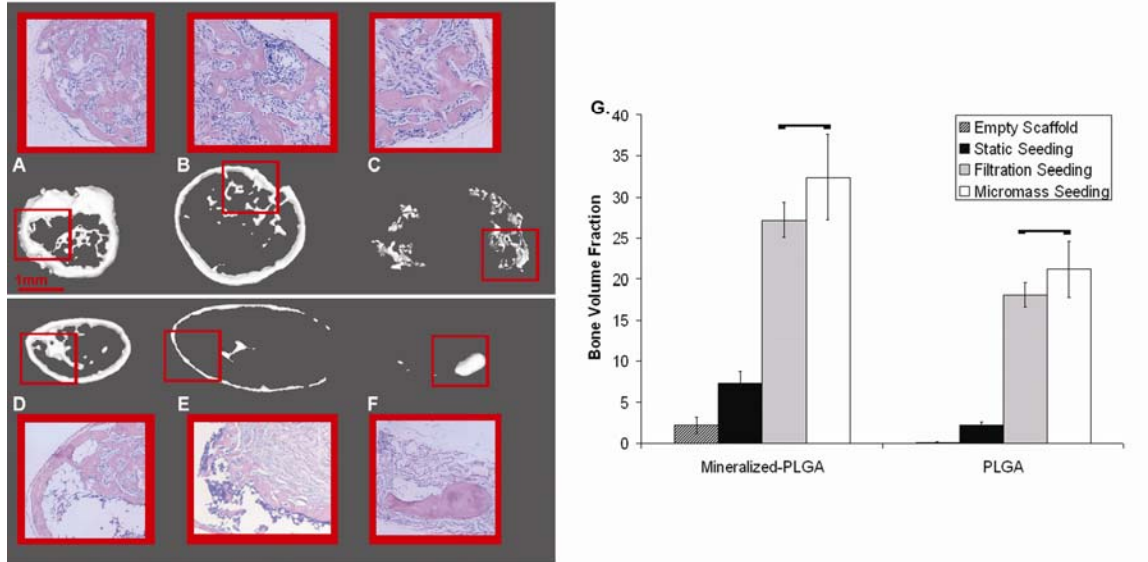 A
B
C
1mm
D
E
F
G.
Bone Volume Fraction
40
35
30
25
20
15
10
5
0
Empty Scaffold
Static Seeding
Filtration Seeding
Micromass Seeding
Mineralized-PLGA
PLGA